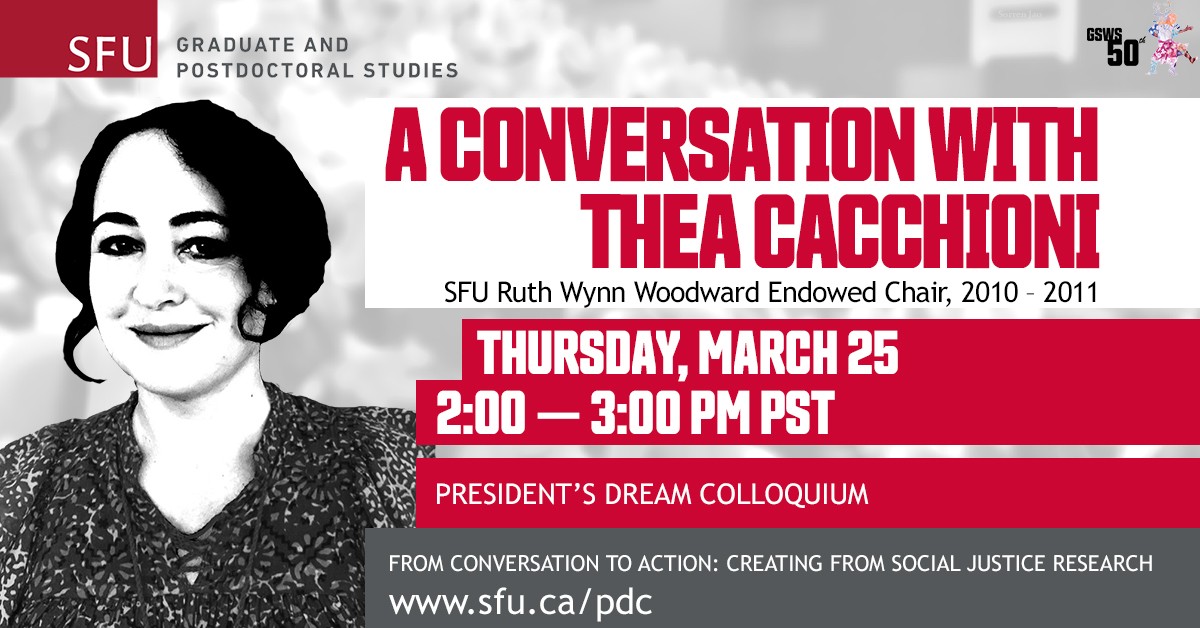 SFU
GRADUATE AND
POSTDOCTORAL STUDIES
GSWS
50th
A CONVERSATION WITH
THEA CACCHIONI
SFU Ruth Wynn Woodward Endowed Chair, 2010 - 2011
THURSDAY, MARCH 25
2:00 — 3:00 PM PST
PRESIDENT'S DREAM COLLOQUIUM
FROM CONVERSATION TO ACTION: CREATING FROM SOCIAL JUSTICE RESEARCH
www.sfu.ca/pdc